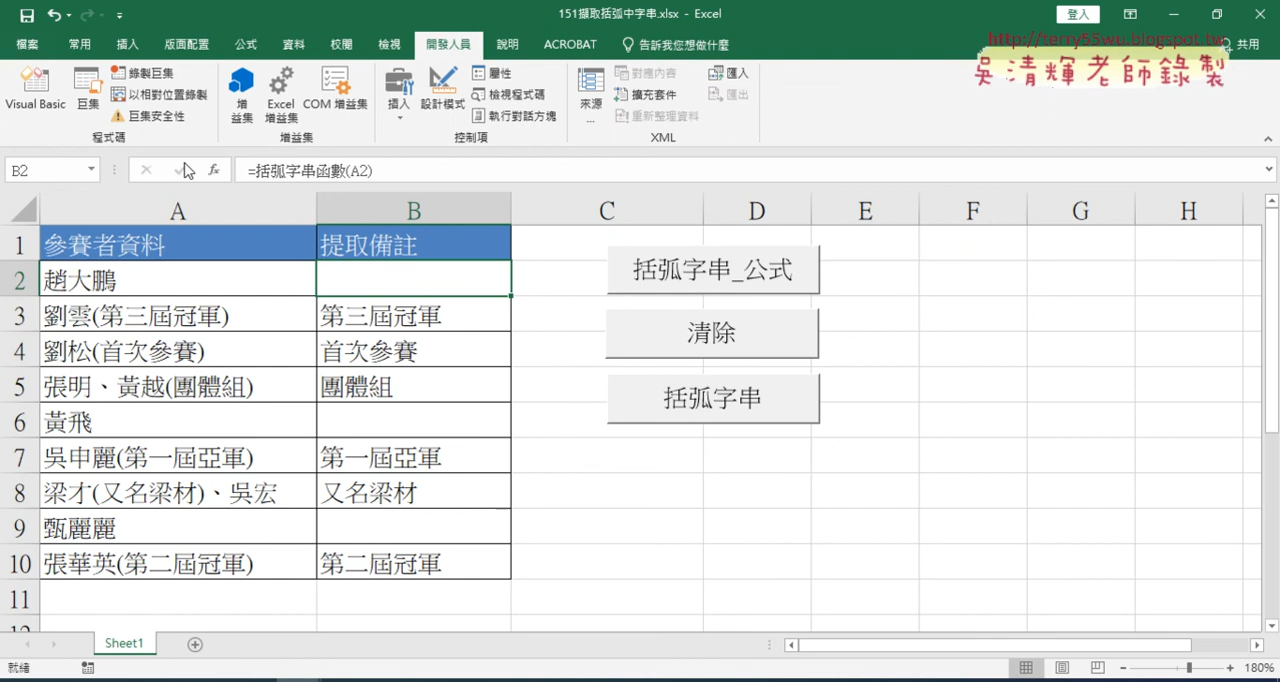 151擷取括弧中字串.xlsx - Excel
登入
檔案 常用 插入 版面配置 公式 資料 校閱 檢視 開發人員 說明 ACROBAT 告訴我您想做什麼 共用
http://terry55wu.blogspot.tw
吳清輝老師錄製
Visual Basic 巨集 錄製巨集 以相對位置錄製 巨集安全性 程式碼
增益集 Excel 增益集 COM 增益集 增益集
插入 設計模式 屬性 檢視程式碼 執行對話方塊 控制項
來源... 對應內容 擴充套件 重新整理資料 匯入 匯出 XML
B2 fx =括弧字串函數(A2)
A B C D E F G H
1 參賽者資料 提取備註
2 趙大鵬
3 劉雲(第三屆冠軍) 第三屆冠軍
4 劉松(首次參賽) 首次參賽
5 張明、黃越(團體組) 團體組
6 黃飛
7 吳申麗(第一屆亞軍) 第一屆亞軍
8 梁才(又名梁材)、吳宏 又名梁材
9 甄麗麗
10 張華英(第二屆冠軍) 第二屆冠軍
11
12
括弧字串_公式
清除
括弧字串
Sheet1
就緒
180%